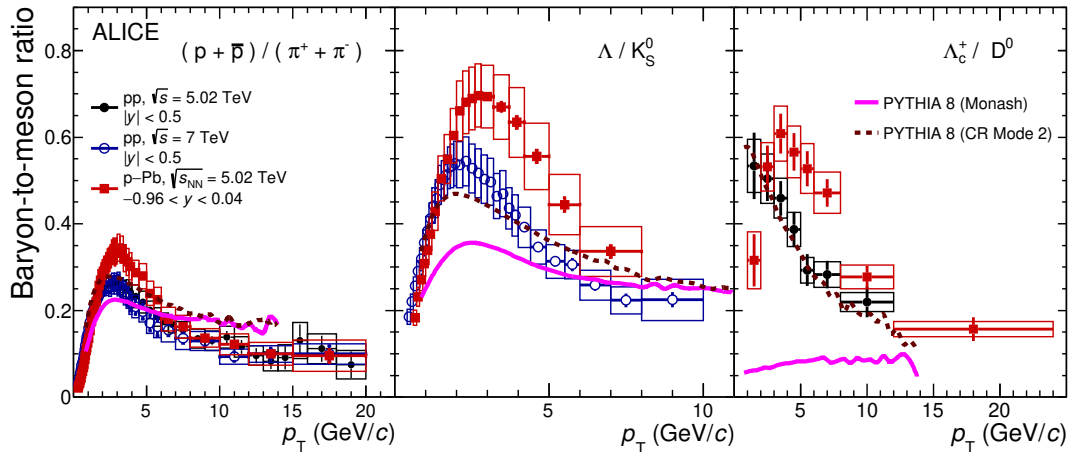 ALICE
( p + p̅ ) / ( π⁺ + π⁻ )
pp, √s = 5.02 TeV
|y| < 0.5
pp, √s = 7 TeV
|y| < 0.5
p−Pb, √sNN = 5.02 TeV
−0.96 < y < 0.04
Λ / K⁰S
Λc⁺ / D⁰
PYTHIA 8 (Monash)
PYTHIA 8 (CR Mode 2)
Baryon-to-meson ratio
0.8
0.6
0.4
0.2
0
5 10 15 20
5 10
5 10 15 20
pT (GeV/c)
pT (GeV/c)
pT (GeV/c)